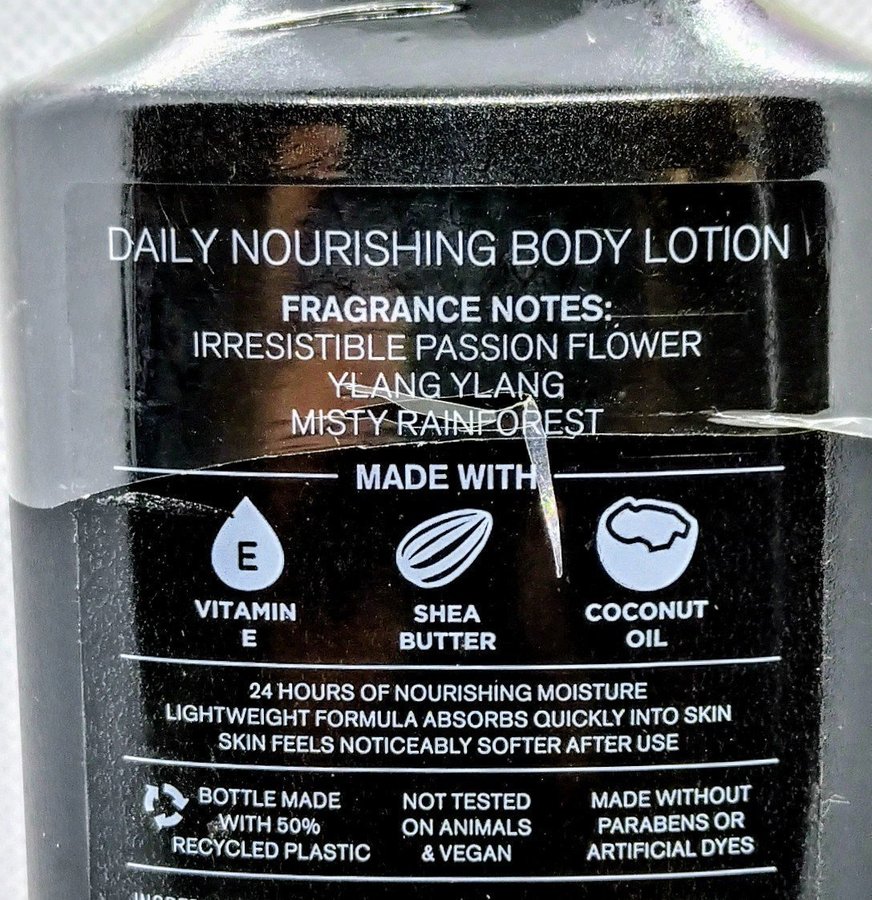 DAILY NOURISHING BODY LOTION
FRAGRANCE NOTES:
IRRESISTIBLE PASSION FLOWER
YLANG YLANG
MISTY RAINFOREST
MADE WITH
E
VITAMIN
E
SHEA
BUTTER
COCONUT
OIL
24 HOURS OF NOURISHING MOISTURE
LIGHTWEIGHT FORMULA ABSORBS QUICKLY INTO SKIN
SKIN FEELS NOTICEABLY SOFTER AFTER USE
BOTTLE MADE
WITH 50%
RECYCLED PLASTIC
NOT TESTED
ON ANIMALS
& VEGAN
MADE WITHOUT
PARABENS OR
ARTIFICIAL DYES